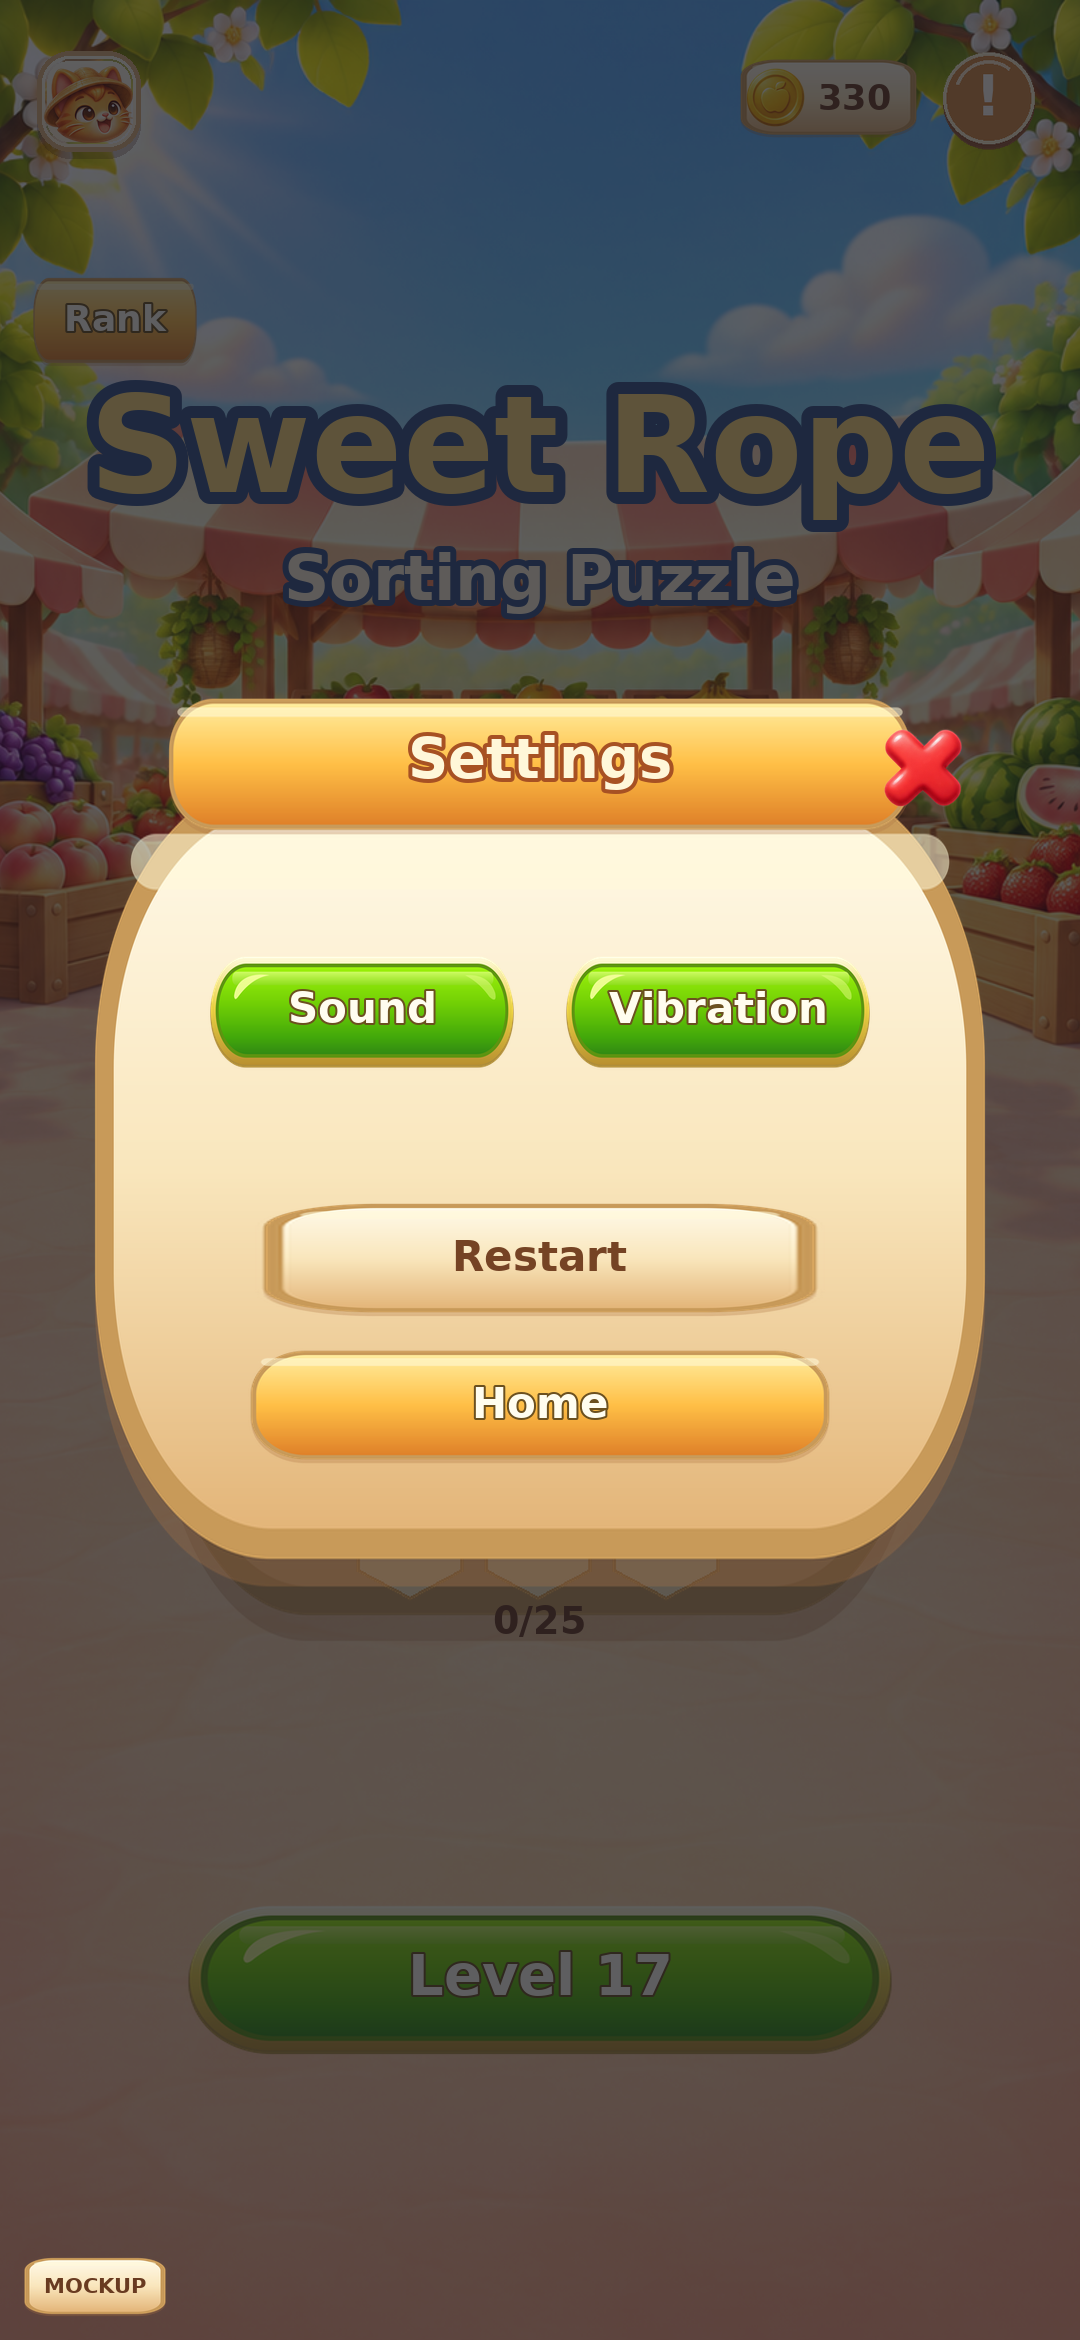 330
!
Rank
Sweet Rope
Sorting Puzzle
Settings
Sound
Vibration
Restart
Home
0/25
Level 17
MOCKUP